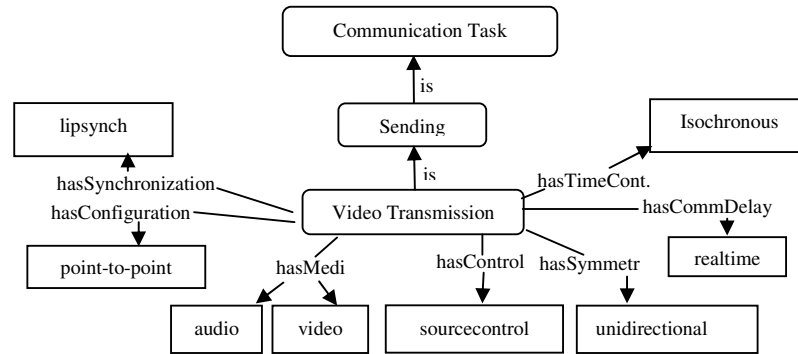 Communication Task
is
Sending
is
lipsynch
Isochronous
hasSynchronization
hasTimeCont.
hasConfiguration
Video Transmission
hasCommDelay
point-to-point
hasMedi
hasControl
hasSymmetr
realtime
audio
video
sourcecontrol
unidirectional